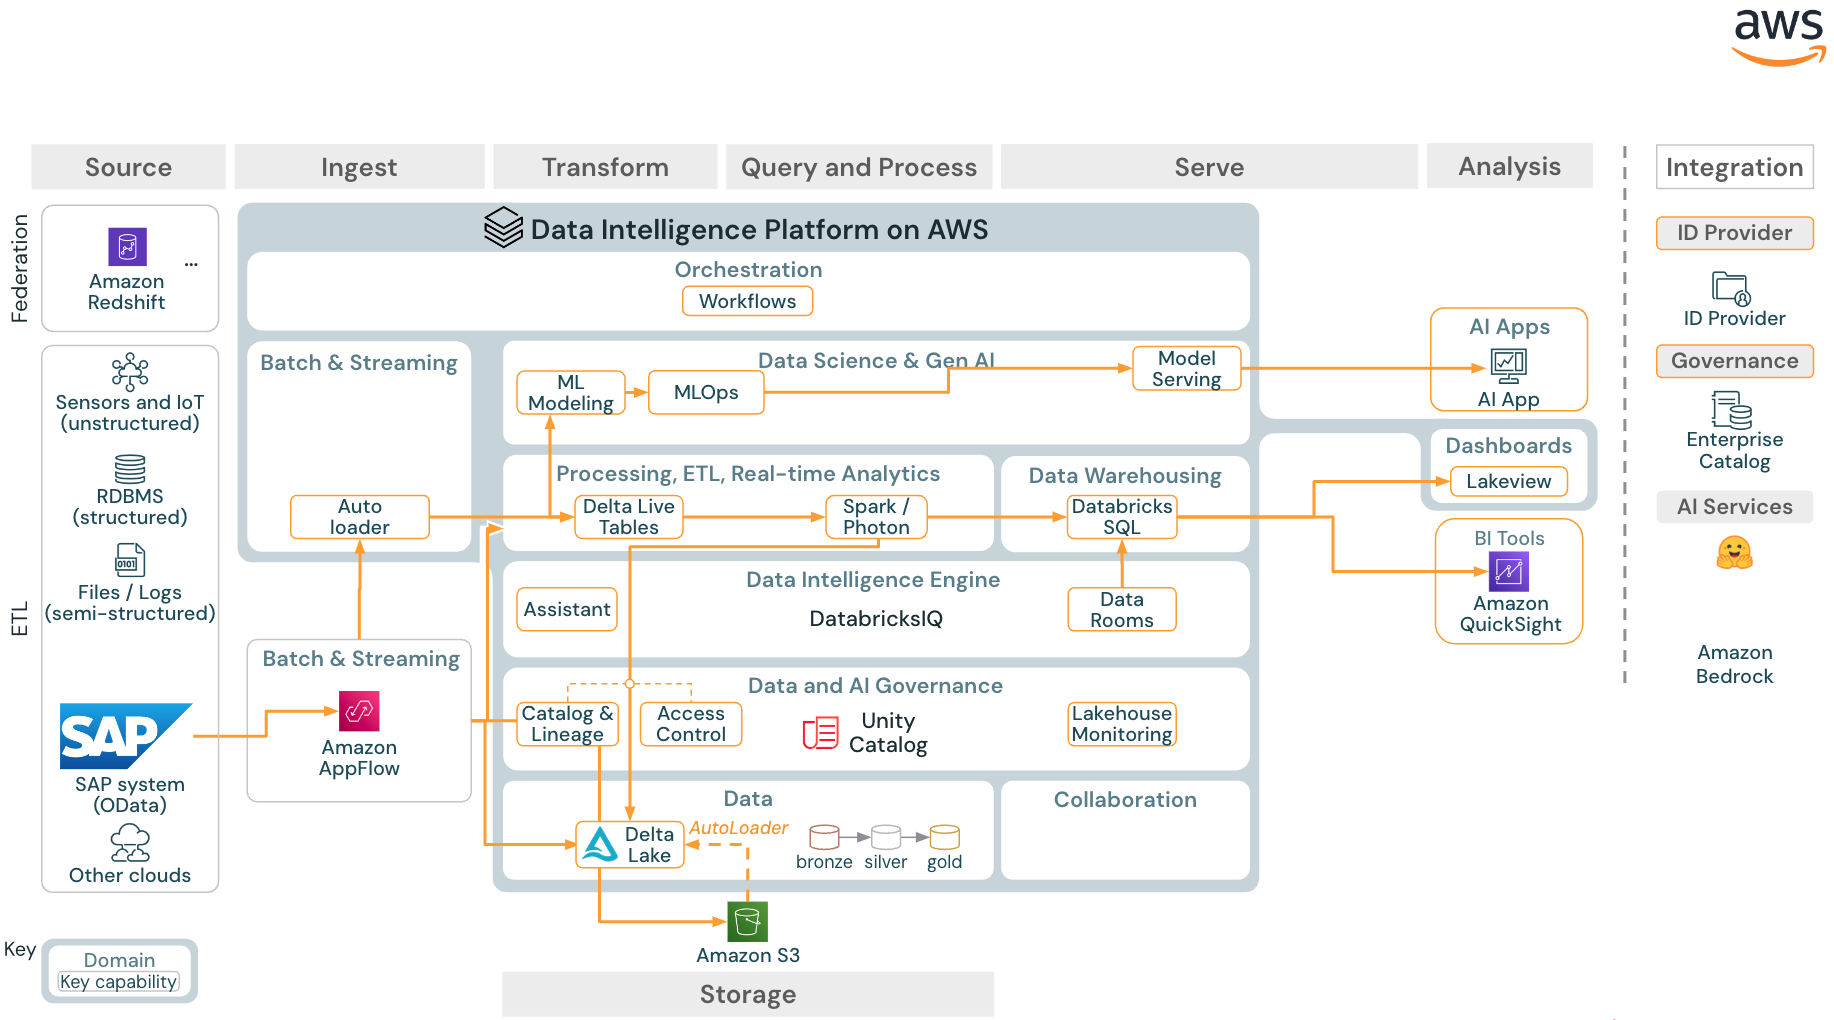 aws
Source
Ingest
Transform
Query and Process
Serve
Analysis
Integration
Federation
Amazon
Redshift
...
ETL
Sensors and IoT
(unstructured)
RDBMS
(structured)
0101
Files / Logs
(semi-structured)
SAP
SAP system
(OData)
Other clouds
Key
Domain
Key capability
Data Intelligence Platform on AWS
Orchestration
Workflows
Batch & Streaming
Auto
loader
Batch & Streaming
Amazon
AppFlow
Data Science & Gen AI
ML
Modeling
MLOps
Model
Serving
Processing, ETL, Real-time Analytics
Delta Live
Tables
Spark /
Photon
Data Warehousing
Databricks
SQL
Data Intelligence Engine
Assistant
DatabricksIQ
Data
Rooms
Data and AI Governance
Catalog &
Lineage
Access
Control
Unity
Catalog
Lakehouse
Monitoring
Data
Delta
Lake
AutoLoader
bronze
silver
gold
Collaboration
Amazon S3
Storage
AI Apps
AI App
Dashboards
Lakeview
BI Tools
Amazon
QuickSight
ID Provider
ID Provider
Governance
Enterprise
Catalog
AI Services
Amazon
Bedrock